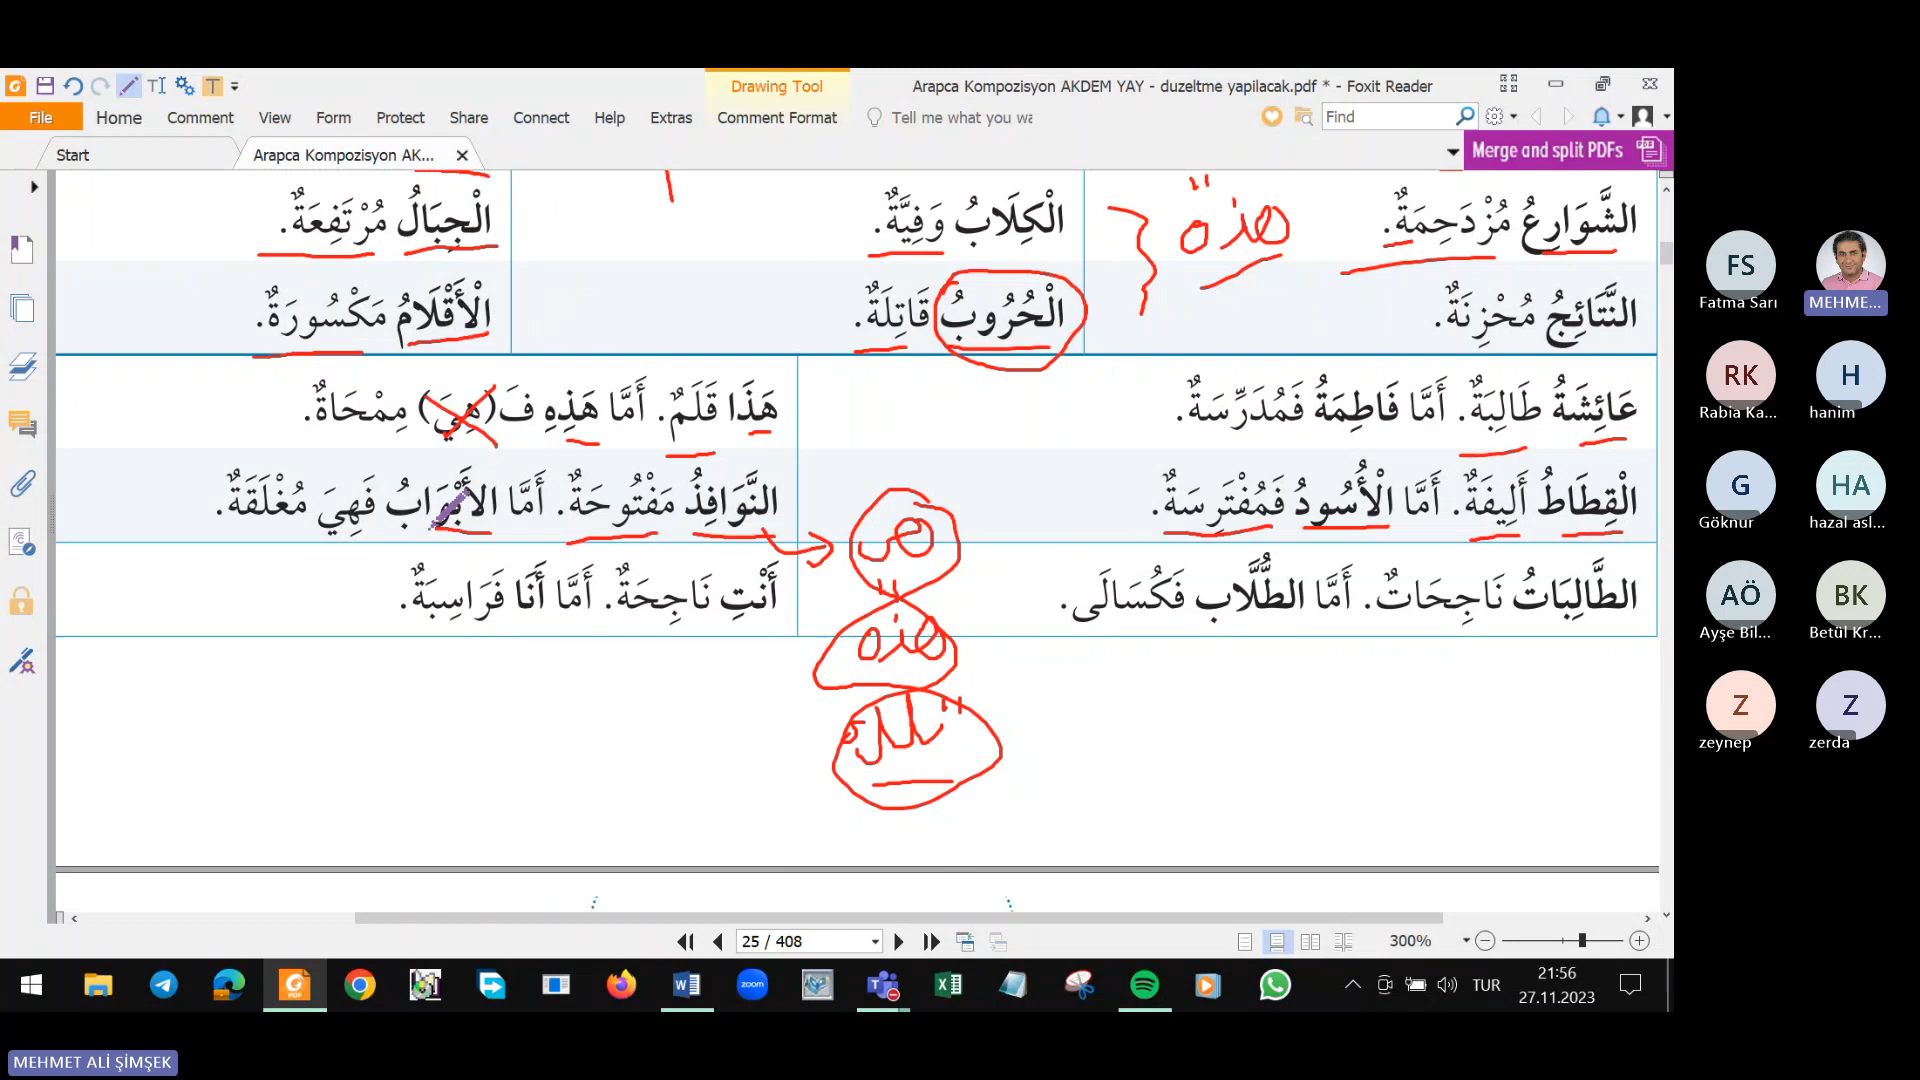 Drawing Tool
Arapca Kompozisyon AKDEM YAY - duzeltme yapilacak.pdf * - Foxit Reader
File Home Comment View Form Protect Share Connect Help Extras Comment Format Tell me what you wa Find
Start Arapca Kompozisyon AK... Merge and split PDFs
الشَّوَارِعُ مُزْدَحِمَةٌ. هذه الْكِلَابُ وَفِيَّةٌ. الْجِبَالُ مُرْتَفِعَةٌ.
النَّتَائِجُ مُحْزِنَةٌ. الْحُرُوبُ قَاتِلَةٌ. الْأَقْلَامُ مَكْسُورَةٌ.
عَائِشَةُ طَالِبَةٌ. أَمَّا فَاطِمَةُ فَمُدَرِّسَةٌ. هَذَا قَلَمٌ. أَمَّا هَذِهِ فَ(هِيَ) مِمْحَاةٌ.
الْقِطَاطُ أَلِيفَةٌ. أَمَّا الْأُسُودُ فَمُفْتَرِسَةٌ. النَّوَافِذُ مَفْتُوحَةٌ. أَمَّا الأَبْوَابُ فَهِيَ مُغْلَقَةٌ.
هي
الطَّالِبَاتُ نَاجِحَاتٌ. أَمَّا الطُّلَّاب فَكُسَالَى. أَنْتِ نَاجِحَةٌ. أَمَّا أَنَا فَرَاسِبَةٌ.
هذه
تلك
25 / 408
300%
FS
Fatma Sarı
MEHME...
RK
Rabia Ka...
H
hanim
G
Göknur
HA
hazal asl...
AÖ
Ayşe Bil...
BK
Betül Kr...
Z
zeynep
Z
zerda
zoom
TUR
21:56
27.11.2023
MEHMET ALİ ŞİMŞEK